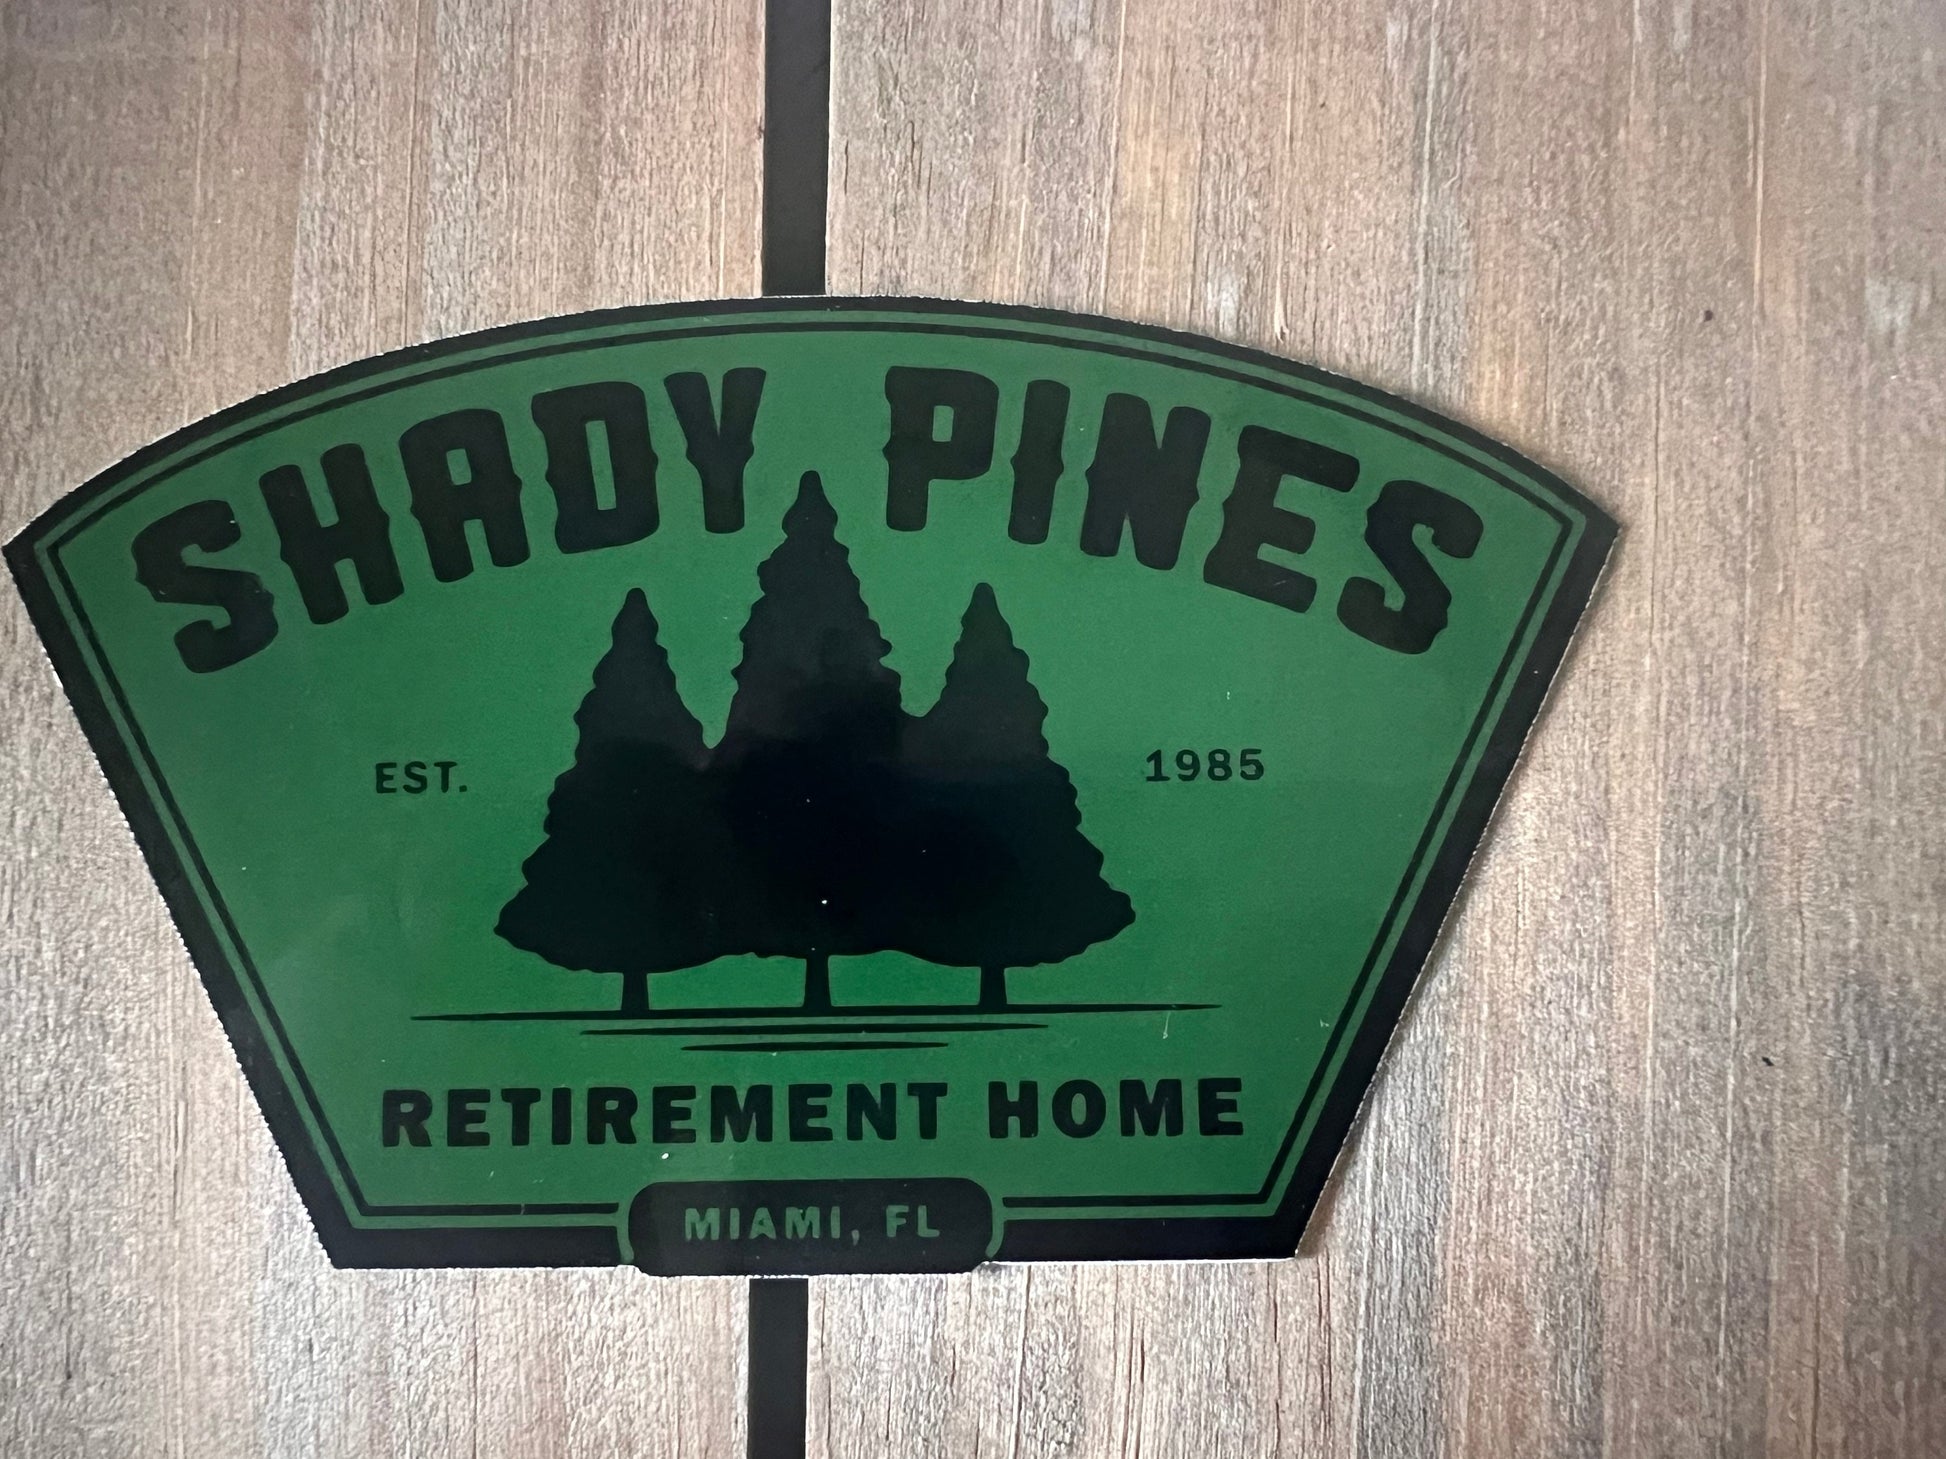 SHADY PINES
EST. 1985
RETIREMENT HOME
MIAMI, FL